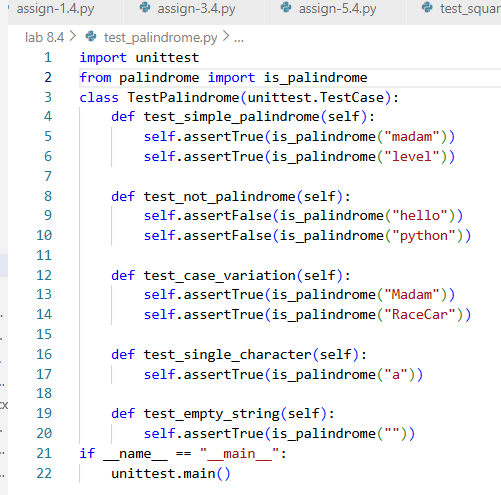 assign-1.4.py assign-3.4.py assign-5.4.py test_squar
lab 8.4 > test_palindrome.py > ...
1 import unittest
2 from palindrome import is_palindrome
3 class TestPalindrome(unittest.TestCase):
4     def test_simple_palindrome(self):
5         self.assertTrue(is_palindrome("madam"))
6         self.assertTrue(is_palindrome("level"))
7
8     def test_not_palindrome(self):
9         self.assertFalse(is_palindrome("hello"))
10         self.assertFalse(is_palindrome("python"))
11
12     def test_case_variation(self):
13         self.assertTrue(is_palindrome("Madam"))
14         self.assertTrue(is_palindrome("RaceCar"))
15
16     def test_single_character(self):
17         self.assertTrue(is_palindrome("a"))
18
19     def test_empty_string(self):
20         self.assertTrue(is_palindrome(""))
21 if __name__ == "__main__":
22     unittest.main()